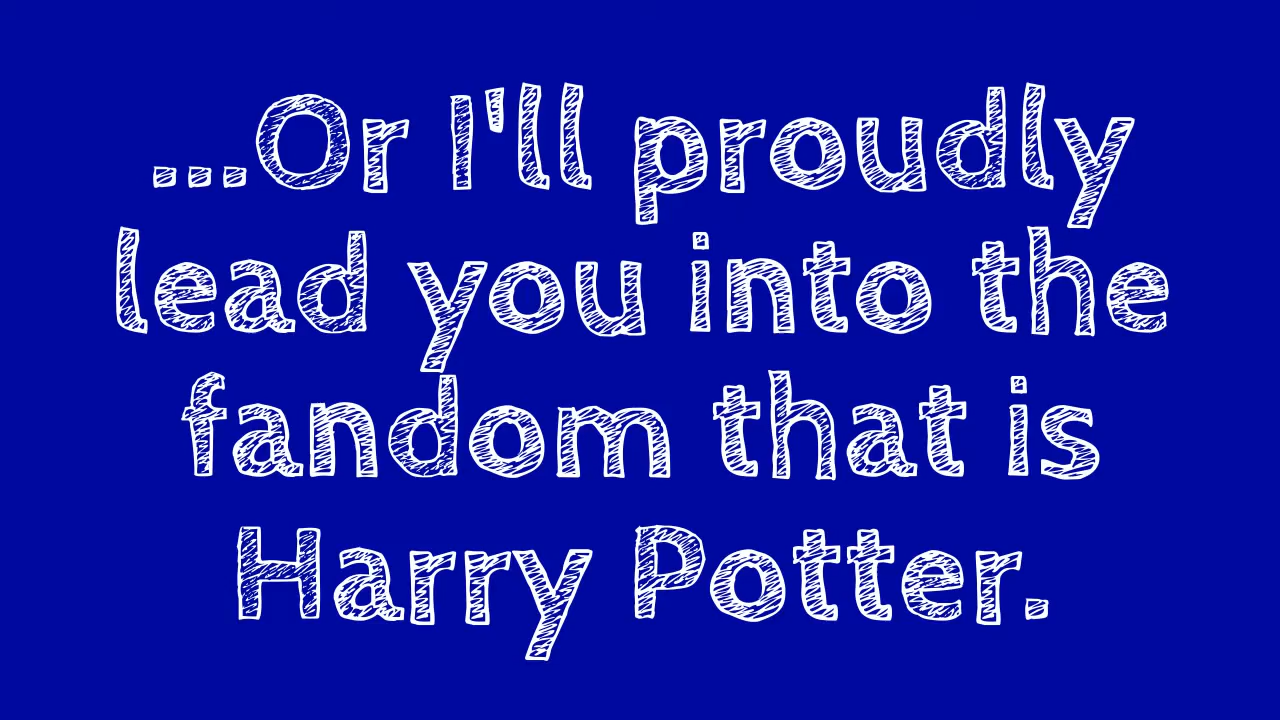 ...Or I'll proudly
lead you into the
fandom that is
Harry Potter.